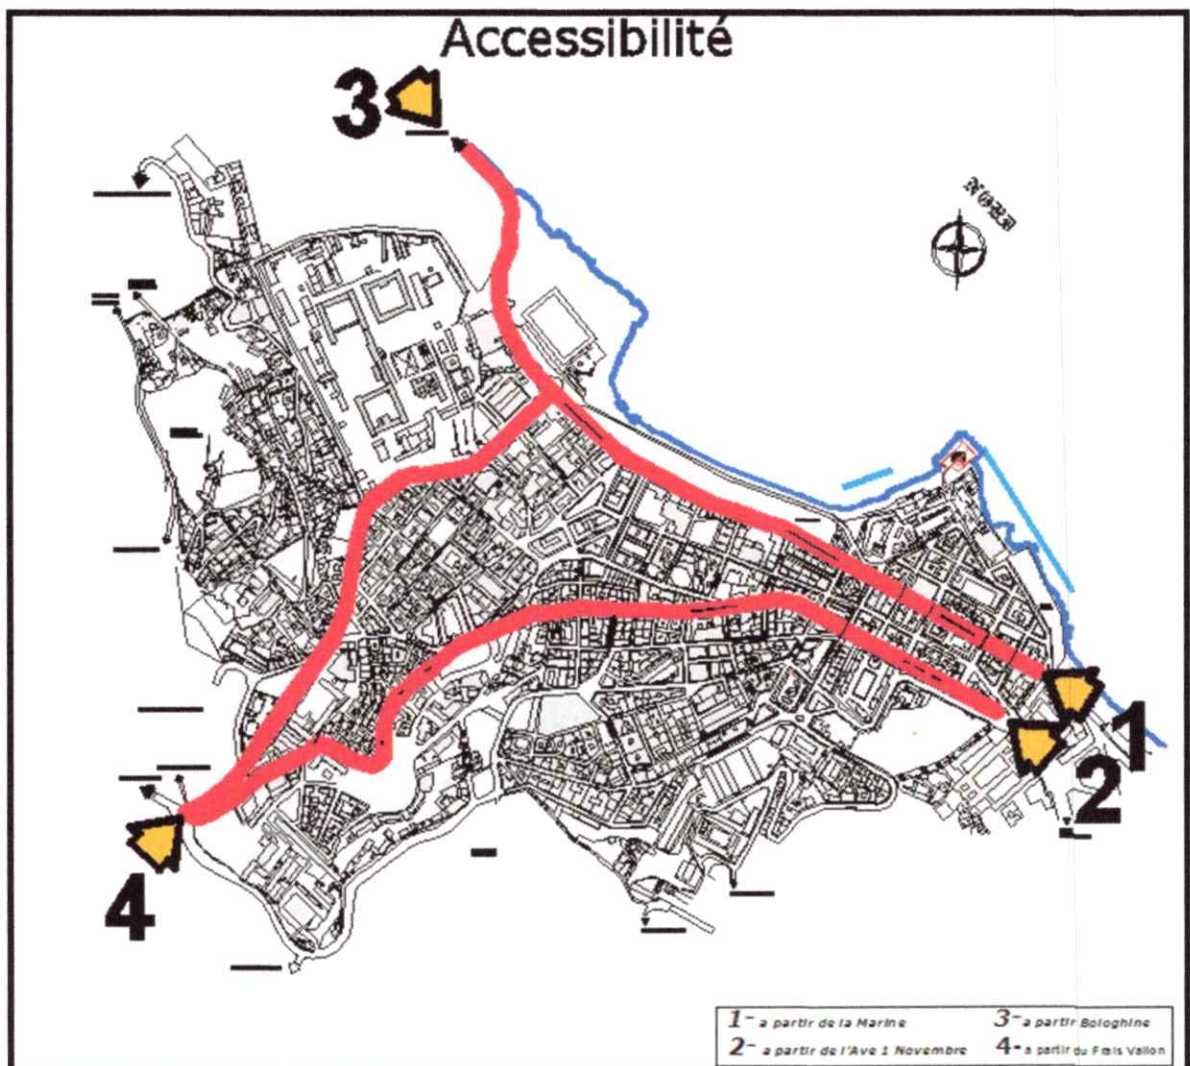 Accessibilité
3
NORD
1
2
4
1- a partir de la Marine
3- a partir Bologhine
2- a partir de l'Ave 1 Novembre
4- a partir du Frais Vallon